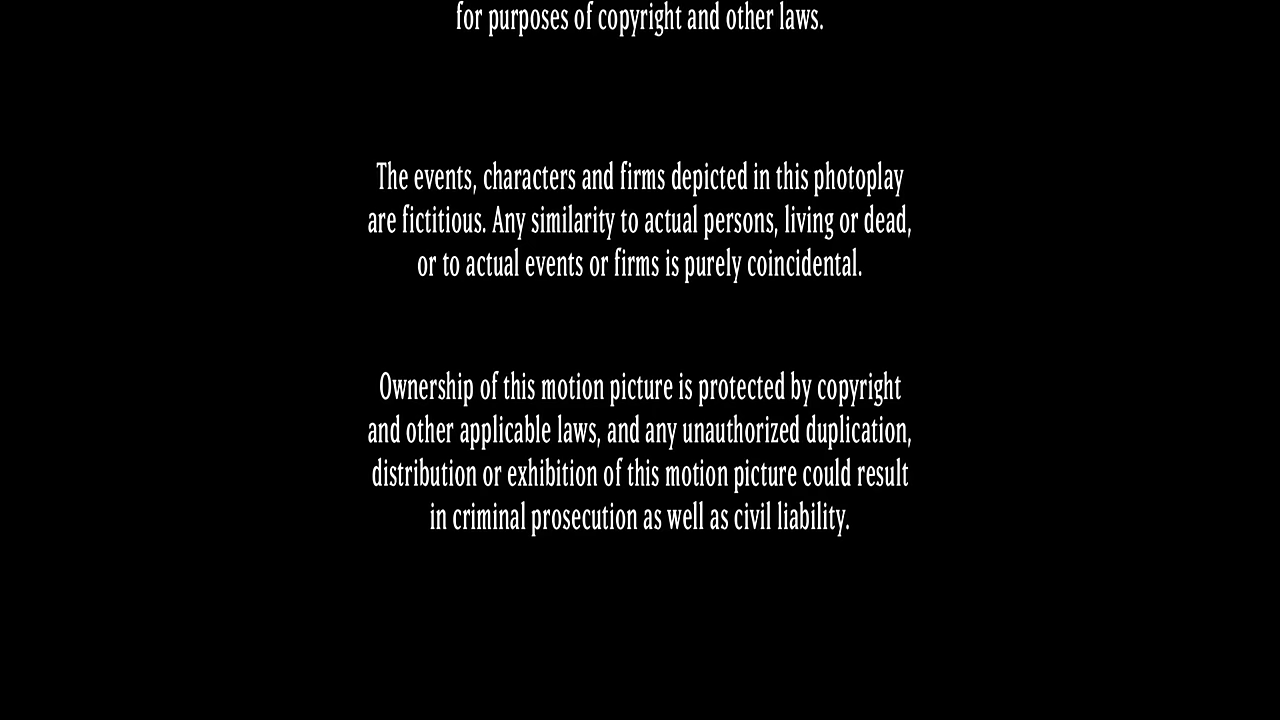 for purposes of copyright and other laws.
The events, characters and firms depicted in this photoplay
are fictitious. Any similarity to actual persons, living or dead,
or to actual events or firms is purely coincidental.
Ownership of this motion picture is protected by copyright
and other applicable laws, and any unauthorized duplication,
distribution or exhibition of this motion picture could result
in criminal prosecution as well as civil liability.